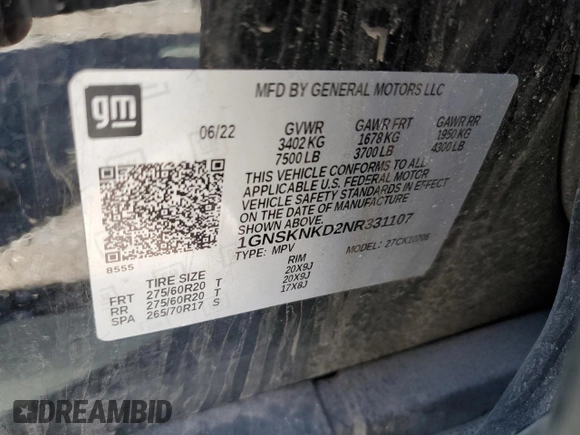 MFD BY GENERAL MOTORS LLC
gm
06/22 GVWR GAWR FRT GAWR RR
3402 KG 1678 KG 1950 KG
7500 LB 3700 LB 4300 LB
THIS VEHICLE CONFORMS TO ALL
APPLICABLE U.S. FEDERAL MOTOR
VEHICLE SAFETY STANDARDS IN EFFECT
ON THE DATE OF MANUFACTURE
SHOWN ABOVE.
1GNSKNKD2NR331107
TYPE: MPV MODEL:
8555
TIRE SIZE RIM
FRT 275/60R20 T 20X9J
RR 275/60R20 T 20X9J
SPA 265/70R17 S 17X8J
DREAMBID